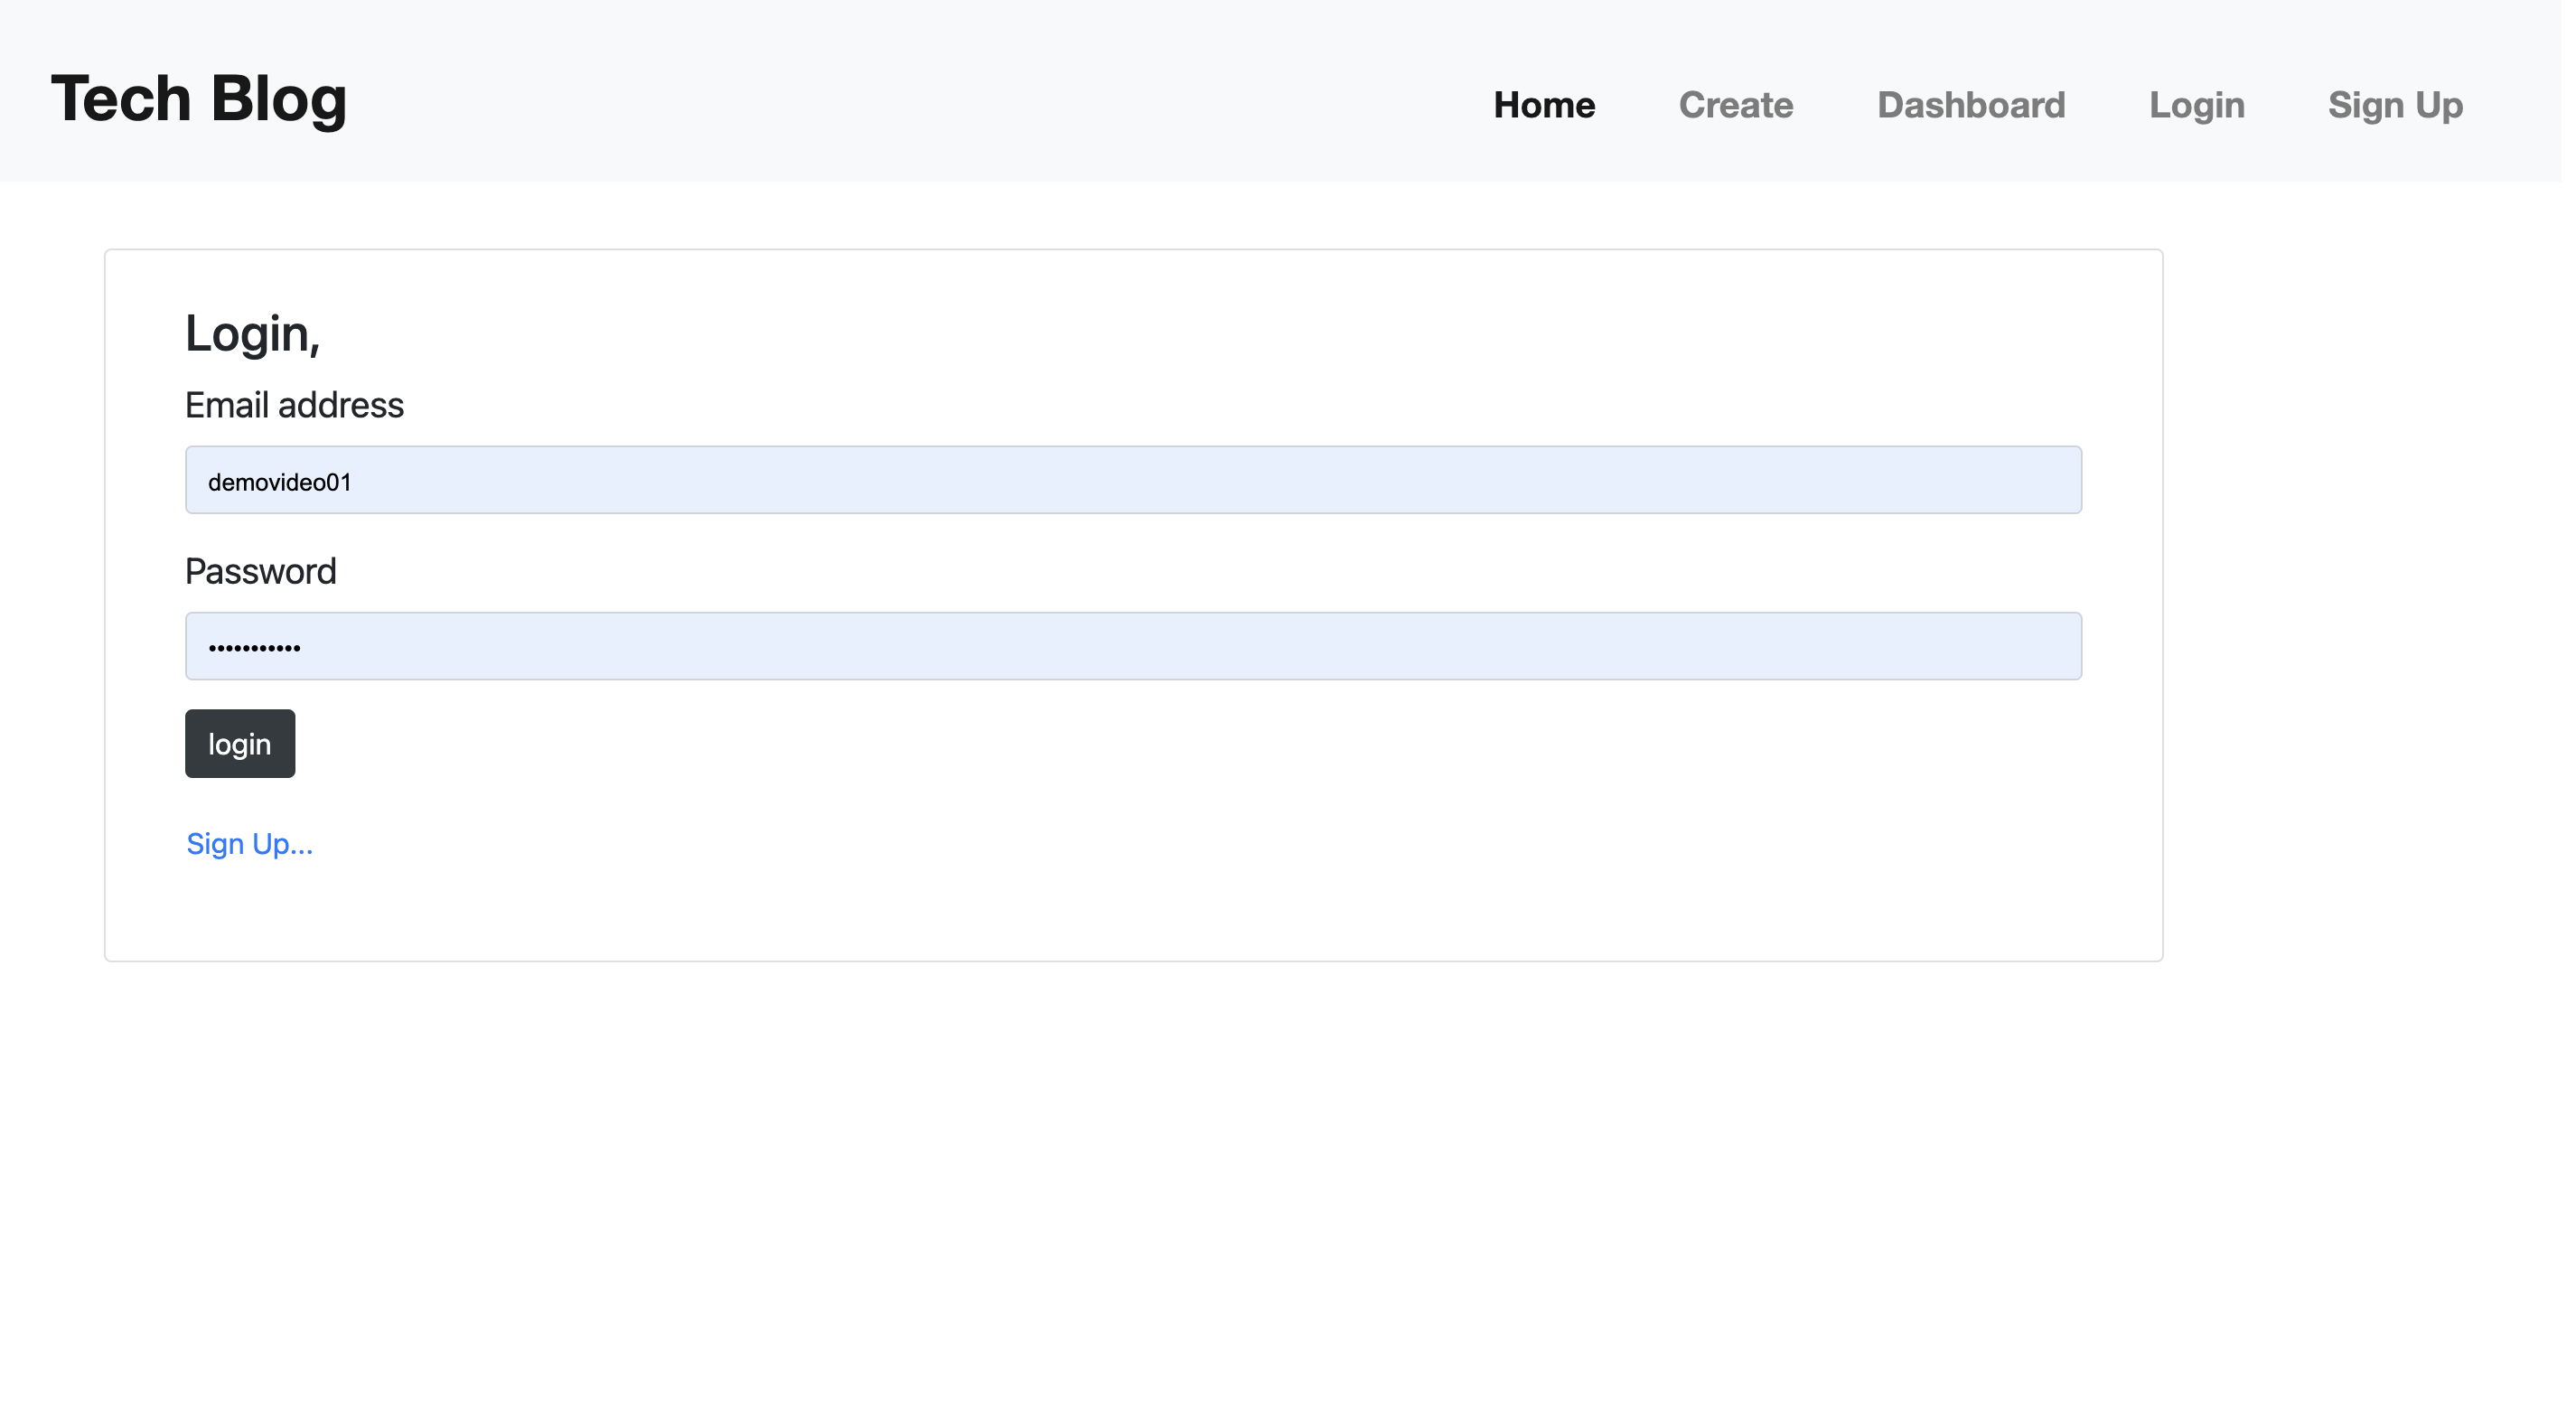 Tech Blog
Home Create Dashboard Login Sign Up
Login,
Email address
demovideo01
Password
•••••••••••
login
Sign Up...